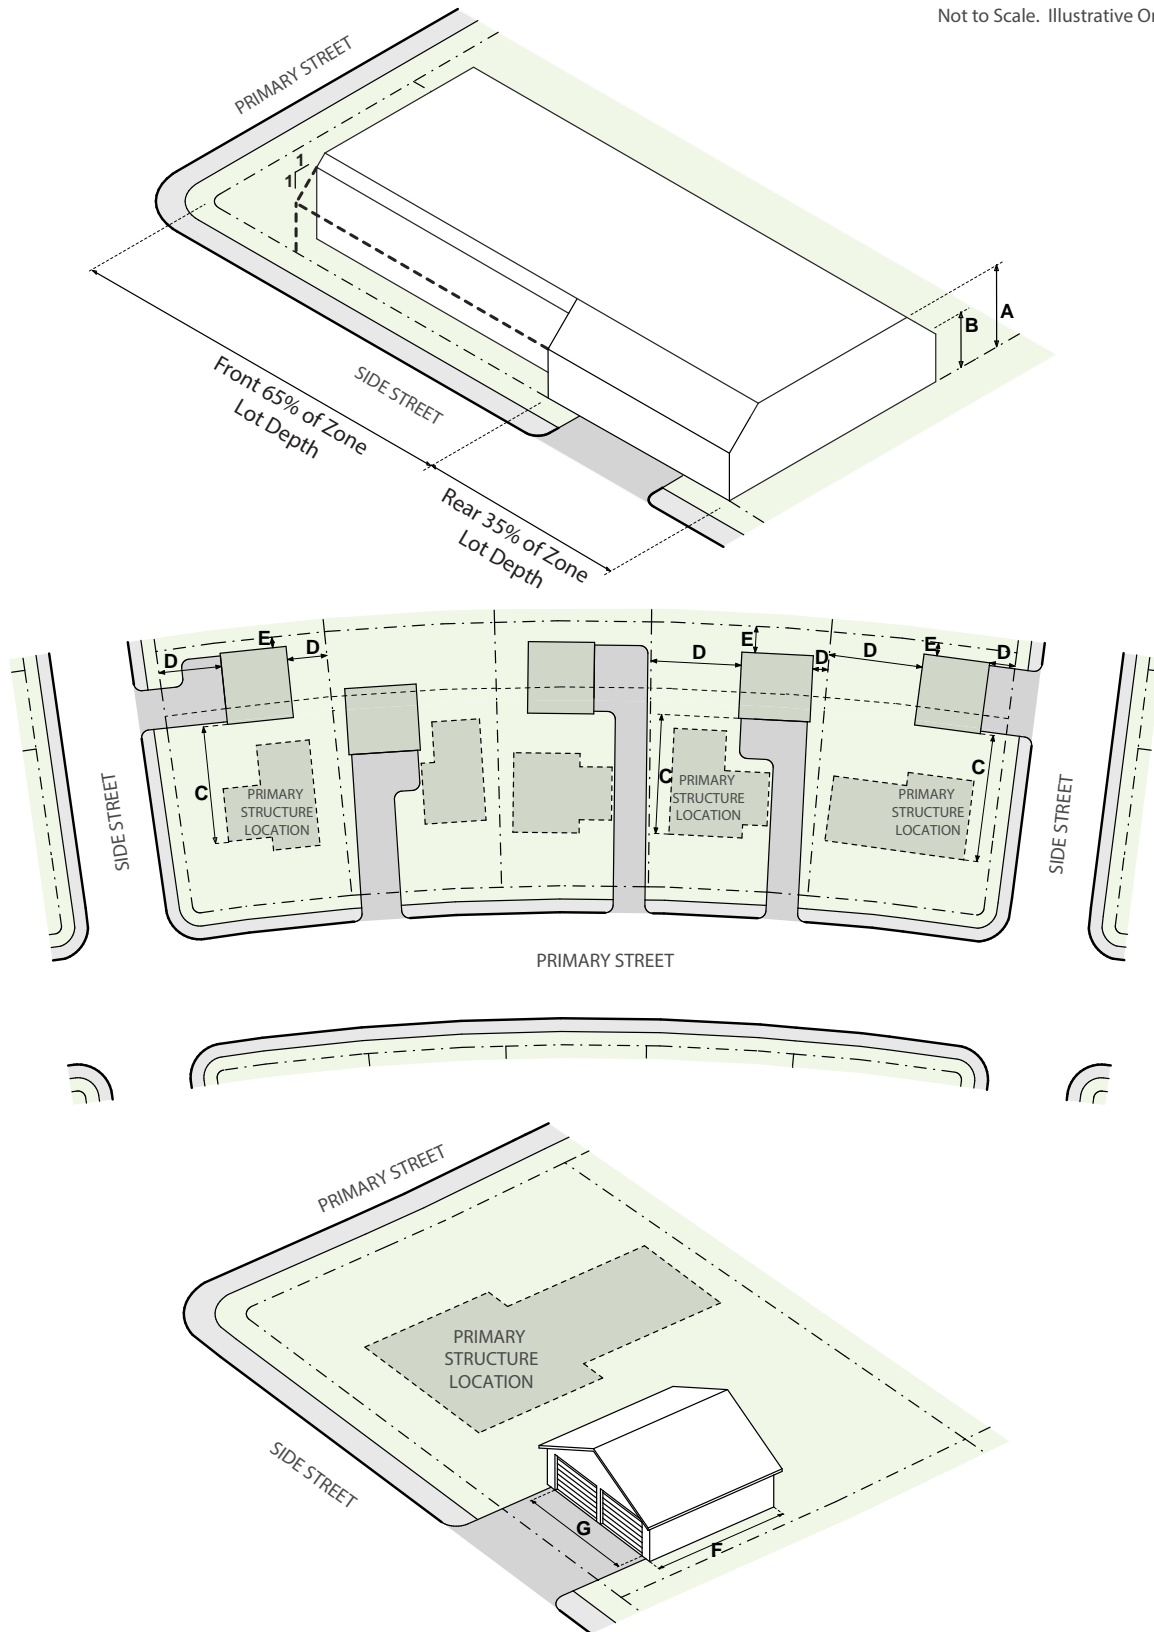 Not to Scale.  Illustrative
PRIMARY STREET
1
1
A
B
Front 65% of Zone
Lot Depth
SIDE STREET
Rear 35% of Zone
Lot Depth
E
D
D
E
D
D
D
E
D
C
PRIMARY
STRUCTURE
LOCATION
C
PRIMARY
STRUCTURE
LOCATION
PRIMARY
STRUCTURE
LOCATION
C
SIDE STREET
SIDE STREET
PRIMARY STREET
PRIMARY STREET
PRIMARY
STRUCTURE
LOCATION
SIDE STREET
G
F